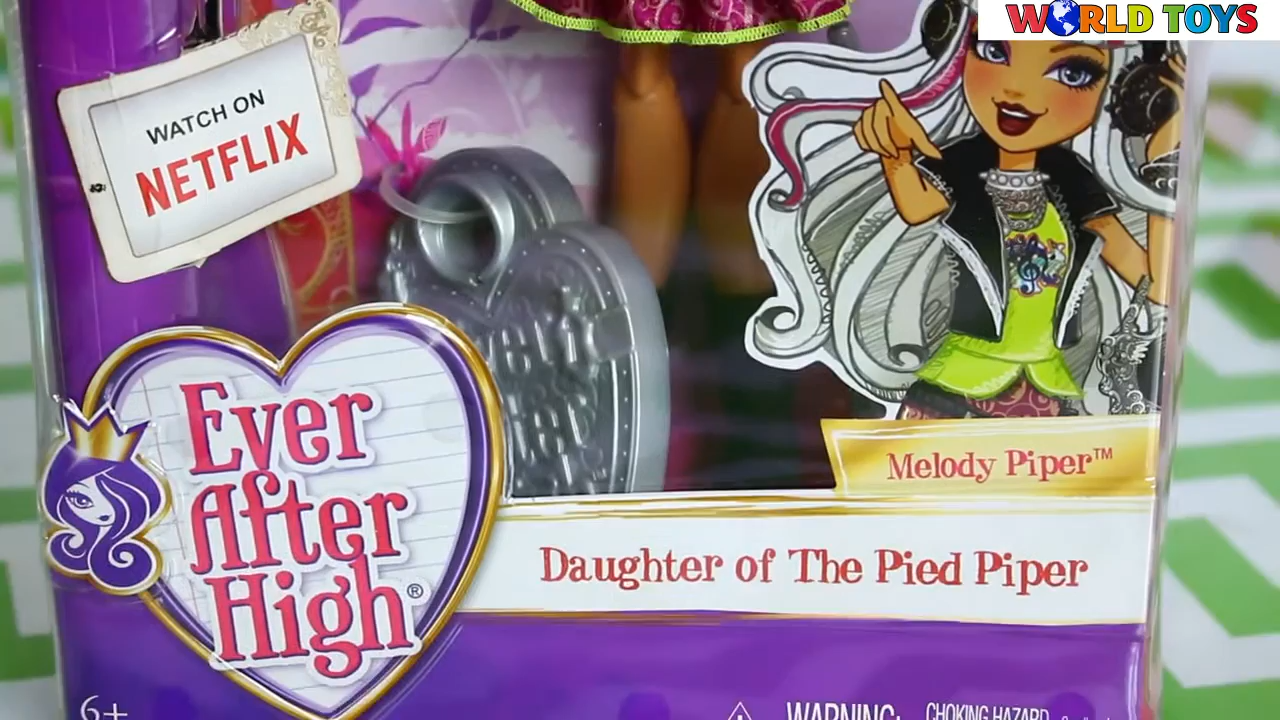 WORLD TOYS
WATCH ON
NETFLIX
Ever
After
High®
Melody Piper™
Daughter of The Pied Piper
6+
WARNING: CHOKING HAZARD